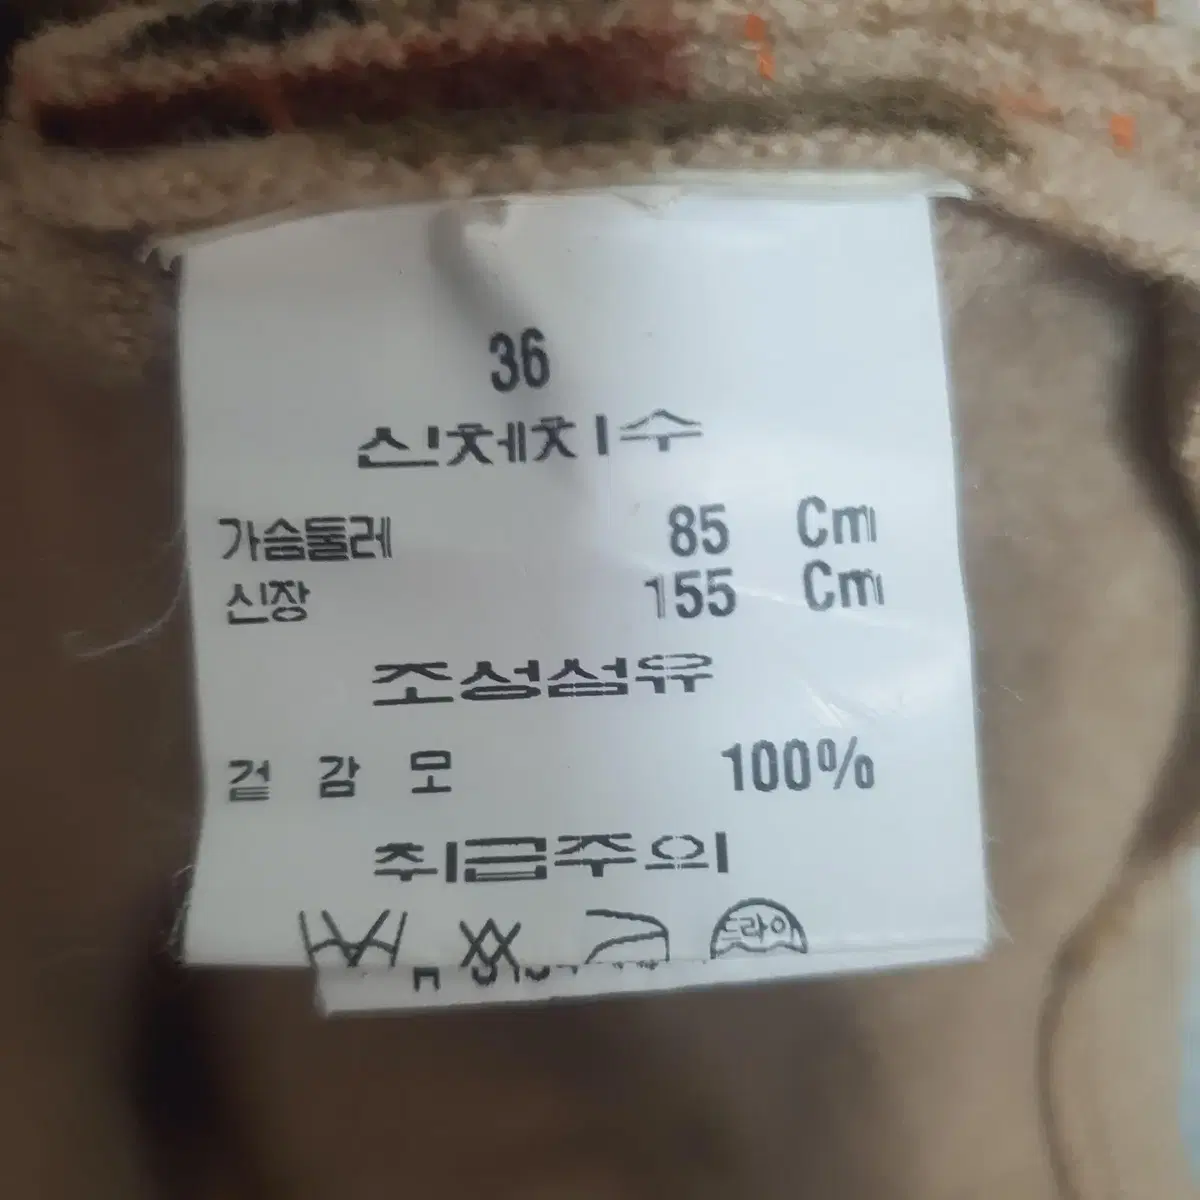 36
신체치수
가슴둘레 85 Cm
신장 155 Cm
조성섬유
겉 감 모 100%
취급주의
드라이